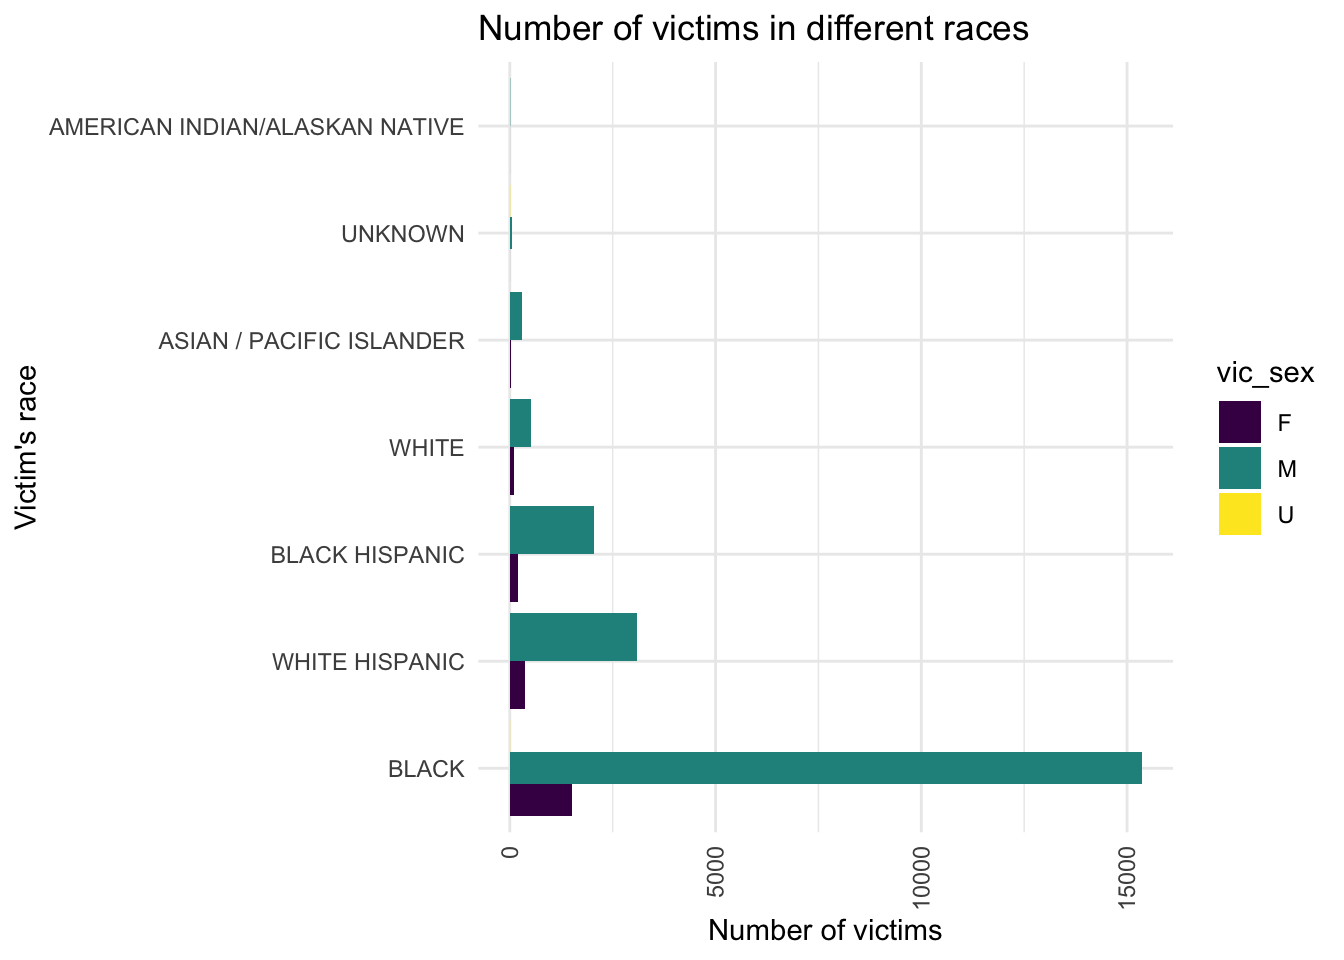 Number of victims in different races
AMERICAN INDIAN/ALASKAN NATIVE
UNKNOWN
ASIAN / PACIFIC ISLANDER
WHITE
BLACK HISPANIC
WHITE HISPANIC
BLACK
Victim's race
0
5000
10000
15000
Number of victims
vic_sex
F
M
U